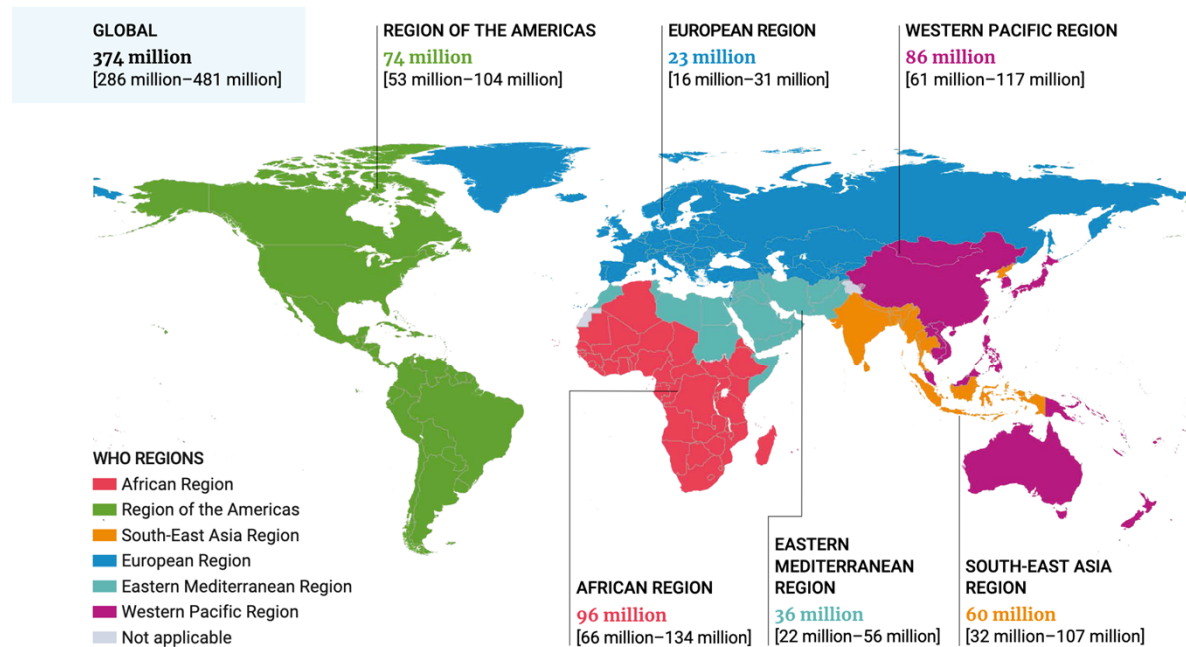 GLOBAL
374 million
[286 million–481 million]
REGION OF THE AMERICAS
74 million
[53 million–104 million]
EUROPEAN REGION
23 million
[16 million–31 million]
WESTERN PACIFIC REGION
86 million
[61 million–117 million]
WHO REGIONS
African Region
Region of the Americas
South-East Asia Region
European Region
Eastern Mediterranean Region
Western Pacific Region
Not applicable
AFRICAN REGION
96 million
[66 million–134 million]
EASTERN
MEDITERRANEAN
REGION
36 million
[22 million–56 million]
SOUTH-EAST ASIA
REGION
60 million
[32 million–107 million]